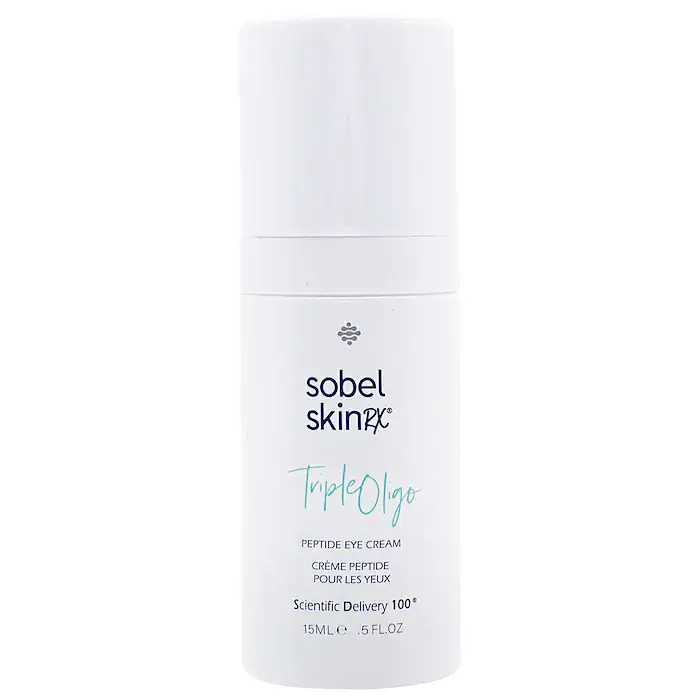 sobel
skinRX®
TripleOligo
PEPTIDE EYE CREAM
CRÈME PEPTIDE
POUR LES YEUX
Scientific Delivery 100®
15ML ℮ .5 FL.OZ